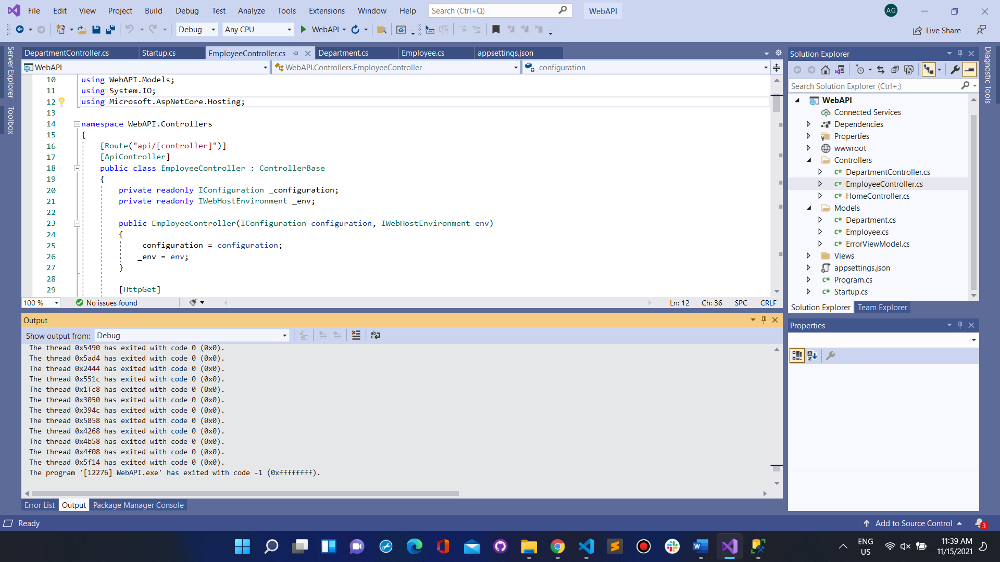 File Edit View Project Build Debug Test Analyze Tools Extensions Window Help Search (Ctrl+Q) WebAPI AG
Debug Any CPU WebAPI Live Share
Server Explorer
Toolbox
DepartmentController.cs Startup.cs EmployeeController.cs Department.cs Employee.cs appsettings.json
WebAPI WebAPI.Controllers.EmployeeController _configuration
10 using WebAPI.Models;
11 using System.IO;
12 using Microsoft.AspNetCore.Hosting;
13
14 namespace WebAPI.Controllers
15 {
16 [Route("api/[controller]")]
17 [ApiController]
18 public class EmployeeController : ControllerBase
19 {
20 private readonly IConfiguration _configuration;
21 private readonly IWebHostEnvironment _env;
22
23 public EmployeeController(IConfiguration configuration, IWebHostEnvironment env)
24 {
25 _configuration = configuration;
26 _env = env;
27 }
28
29 [HttpGet]
100 % No issues found Ln: 12 Ch: 36 SPC CRLF
Output
Show output from: Debug
The thread 0x5490 has exited with code 0 (0x0).
The thread 0x5ad4 has exited with code 0 (0x0).
The thread 0x2444 has exited with code 0 (0x0).
The thread 0x551c has exited with code 0 (0x0).
The thread 0x1fc8 has exited with code 0 (0x0).
The thread 0x3050 has exited with code 0 (0x0).
The thread 0x394c has exited with code 0 (0x0).
The thread 0x5858 has exited with code 0 (0x0).
The thread 0x4268 has exited with code 0 (0x0).
The thread 0x4b58 has exited with code 0 (0x0).
The thread 0x4f08 has exited with code 0 (0x0).
The thread 0x5f14 has exited with code 0 (0x0).
The program '[12276] WebAPI.exe' has exited with code -1 (0xffffffff).
Error List Output Package Manager Console
Solution Explorer
Search Solution Explorer (Ctrl+;)
WebAPI
Connected Services
Dependencies
Properties
wwwroot
Controllers
C# DepartmentController.cs
C# EmployeeController.cs
C# HomeController.cs
Models
C# Department.cs
C# Employee.cs
C# ErrorViewModel.cs
Views
appsettings.json
C# Program.cs
C# Startup.cs
Solution Explorer Team Explorer
Properties
Diagnostic Tools
Ready Add to Source Control 3
ENG
US
11:39 AM
11/15/2021